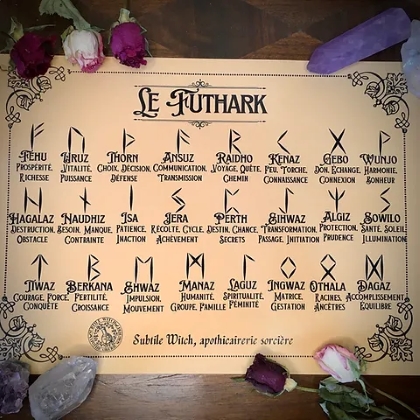 Le Futhark
ᚠ ᚢ ᚦ ᚨ ᚱ ᚲ ᚷ ᚹ
Fehu Uruz Thorn Ansuz Raidho Kenaz Gebo Wunjo
Prosperité, Vitalité, Choix, Décision, Communication, Voyage, Quête, Feu, Torche, Don, Echange, Harmonie,
Richesse Puissance Défense Transmission Chemin Connaissance Connexion Bonheur
ᚺ ᚾ ᛁ ᛃ ᛈ ᛇ ᛉ ᛊ
Hagalaz Naudhiz Isa Jera Perth Eihwaz Algiz Sowilo
Destruction, Besoin, Manque, Patience, Récolte, Cycle, Destin, Chance, Transformation, Protection, Santé, Soleil,
Obstacle Contrainte Inaction Achèvement Secrets Passage, Initiation Prudence Illumination
ᛏ ᛒ ᛖ ᛗ ᛚ ᛜ ᛟ ᛞ
Tiwaz Berkana Ehwaz Manaz Laguz Ingwaz Othala Dagaz
Courage, Force, Fertilité, Impulsion, Humanité, Spiritualité, Matrice, Racines, Accomplissement
Conquête Croissance Mouvement Groupe, Famille Féminité Gestation Ancêtres Equilibre
Subtile Witch, apothicairerie sorcière